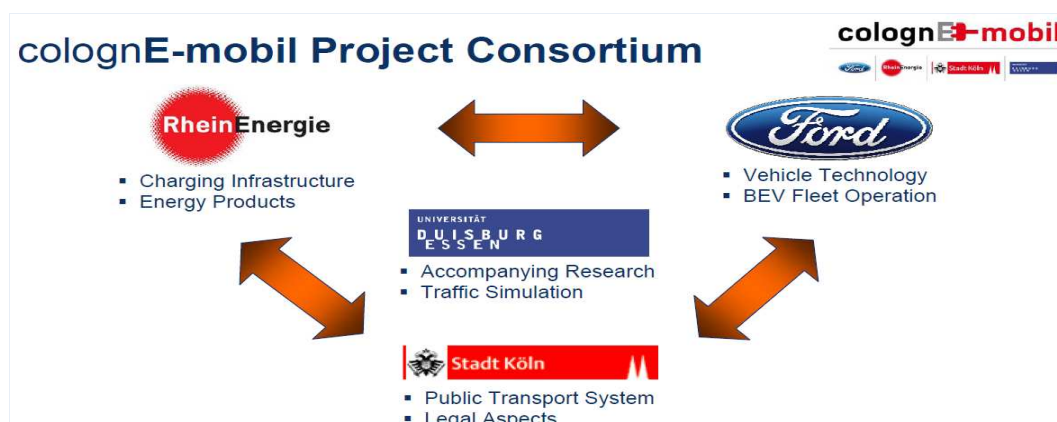 colognE-mobil Project Consortium
colognE-mobil
Ford
RheinEnergie
Stadt Köln
RheinEnergie
Ford
▪ Charging Infrastructure
▪ Energy Products
▪ Vehicle Technology
▪ BEV Fleet Operation
UNIVERSITÄT
DUISBURG
ESSEN
▪ Accompanying Research
▪ Traffic Simulation
Stadt Köln
▪ Public Transport System
▪ Legal Aspects